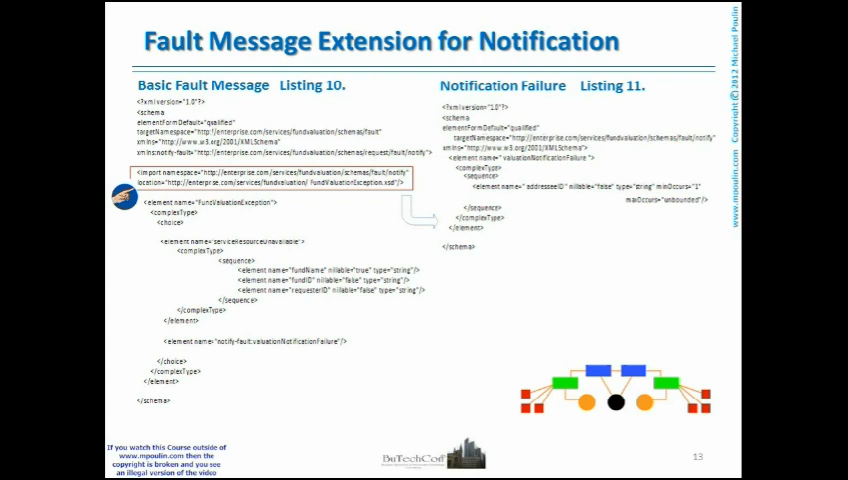 Fault Message Extension for Notification
Basic Fault Message Listing 10.
<?xml version="1.0"?>
<schema
elementFormDefault="qualified"
targetNamespace="http://enterprise.com/services/fundvaluation/schemas/fault"
xmlns="http://www.w3.org/2001/XMLSchema"
xmlns:notify-fault="http://enterprise.com/services/fundvaluation/schemas/request/fault/notify">
<import namespace="http://enterprise.com/services/fundvaluation/schemas/fault/notify"
location="http://enterprse.com/services/fundvaluation/ FundValuationException.xsd"/>
<element name="FundValuationException">
<complexType>
<choice>
<element name="serviceResourceUnavailable">
<complexType>
<sequence>
<element name="fundName" nillable="true" type="string"/>
<element name="fundID" nillable="false" type="string"/>
<element name="requesterID" nillable="false" type="string"/>
</sequence>
</complexType>
</element>
<element name="notify-fault:valuationNotificationFailure"/>
</choice>
</complexType>
</element>
</schema>
Notification Failure Listing 11.
<?xml version="1.0"?>
<schema
elementFormDefault="qualified"
targetNamespace="http://enterprise.com/services/fundvaluation/schemas/fault/notify"
xmlns="http://www.w3.org/2001/XMLSchema">
<element name=" valuationNotificationFailure ">
<complexType>
<sequence>
<element name=" addresseeID" nillable="false" type="string" minOccurs="1"
maxOccurs="unbounded"/>
</sequence>
</complexType>
</element>
</schema>
www.mpoulin.com Copyright (C) 2012 Michael Poulin
If you watch this Course outside of
www.mpoulin.com then the
copyright is broken and you see
an illegal version of the video
BuTechCon
13